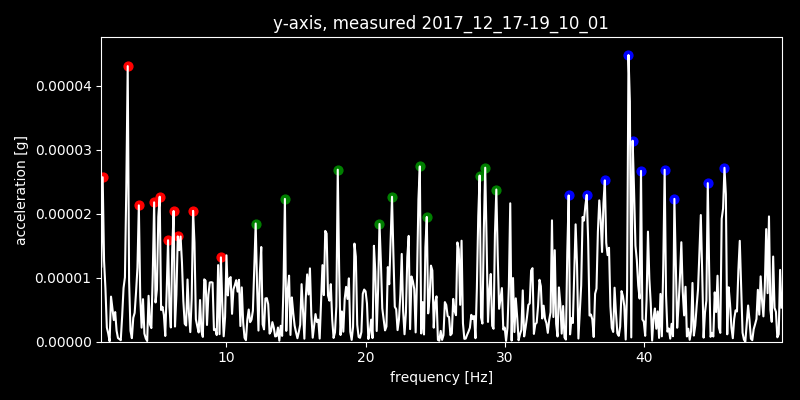 y-axis, measured 2017_12_17-19_10_01
acceleration [g]
0.00004
0.00003
0.00002
0.00001
0.00000
10 20 30 40
frequency [Hz]